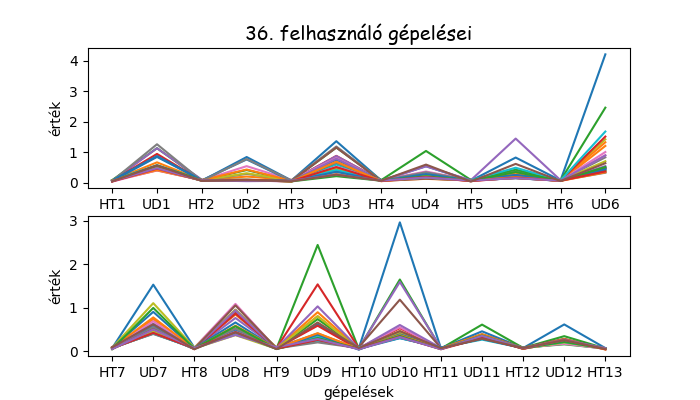 36. felhasználó gépelései
érték
4
3
2
1
0
HT1 UD1 HT2 UD2 HT3 UD3 HT4 UD4 HT5 UD5 HT6 UD6
érték
3
2
1
0
HT7 UD7 HT8 UD8 HT9 UD9 HT10 UD10 HT11 UD11 HT12 UD12 HT13
gépelések